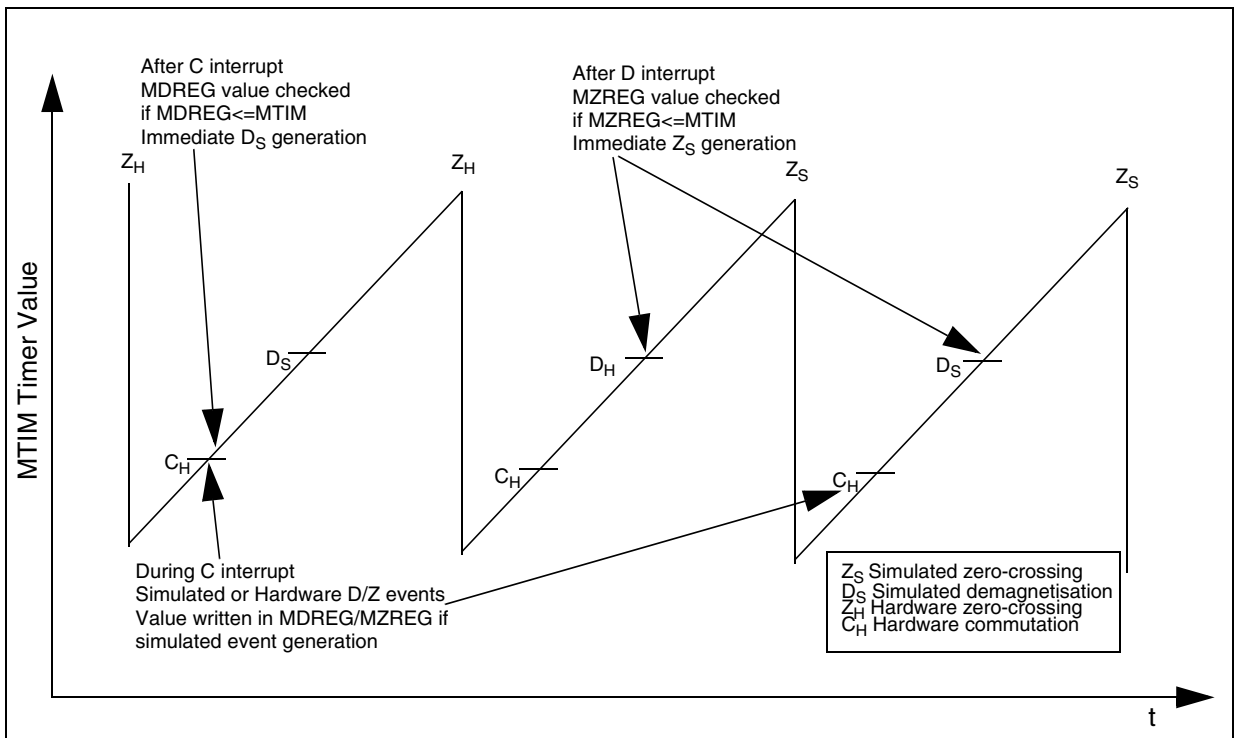 After C interrupt
MDREG value checked
if MDREG<=MTIM
Immediate DS generation
After D interrupt
MZREG value checked
if MZREG<=MTIM
Immediate ZS generation
ZH
ZH
ZS
ZS
MTIM Timer Value
DS
DH
DS
CH
CH
CH
During C interrupt
Simulated or Hardware D/Z events
Value written in MDREG/MZREG if
simulated event generation
ZS Simulated zero-crossing
DS Simulated demagnetisation
ZH Hardware zero-crossing
CH Hardware commutation
t